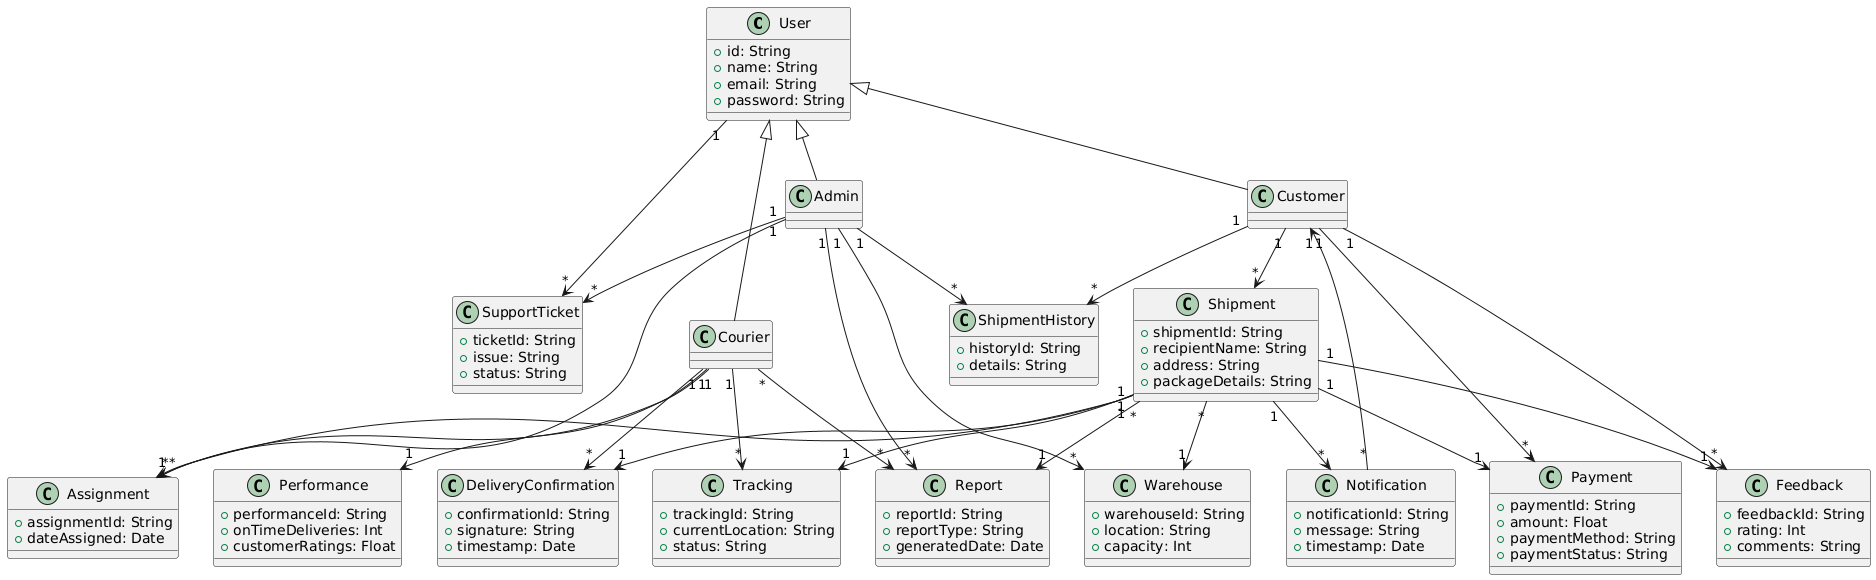 C User
id: String
name: String
email: String
password: String
1
C Admin
C Customer
1
1
1
1
1
1
1
1
1
1
*
*
*
*
*
C SupportTicket
ticketId: String
issue: String
status: String
C Courier
C ShipmentHistory
historyId: String
details: String
C Shipment
shipmentId: String
recipientName: String
address: String
packageDetails: String
1
1
1
1
*
1
1
1
*
*
1
1
1
1
*
*
*
1
*
*
1
*
*
1
1
*
1
*
*
1
*
1
*
C Assignment
assignmentId: String
dateAssigned: Date
C Performance
performanceId: String
onTimeDeliveries: Int
customerRatings: Float
C DeliveryConfirmation
confirmationId: String
signature: String
timestamp: Date
C Tracking
trackingId: String
currentLocation: String
status: String
C Report
reportId: String
reportType: String
generatedDate: Date
C Warehouse
warehouseId: String
location: String
capacity: Int
C Notification
notificationId: String
message: String
timestamp: Date
C Payment
paymentId: String
amount: Float
paymentMethod: String
paymentStatus: String
C Feedback
feedbackId: String
rating: Int
comments: String